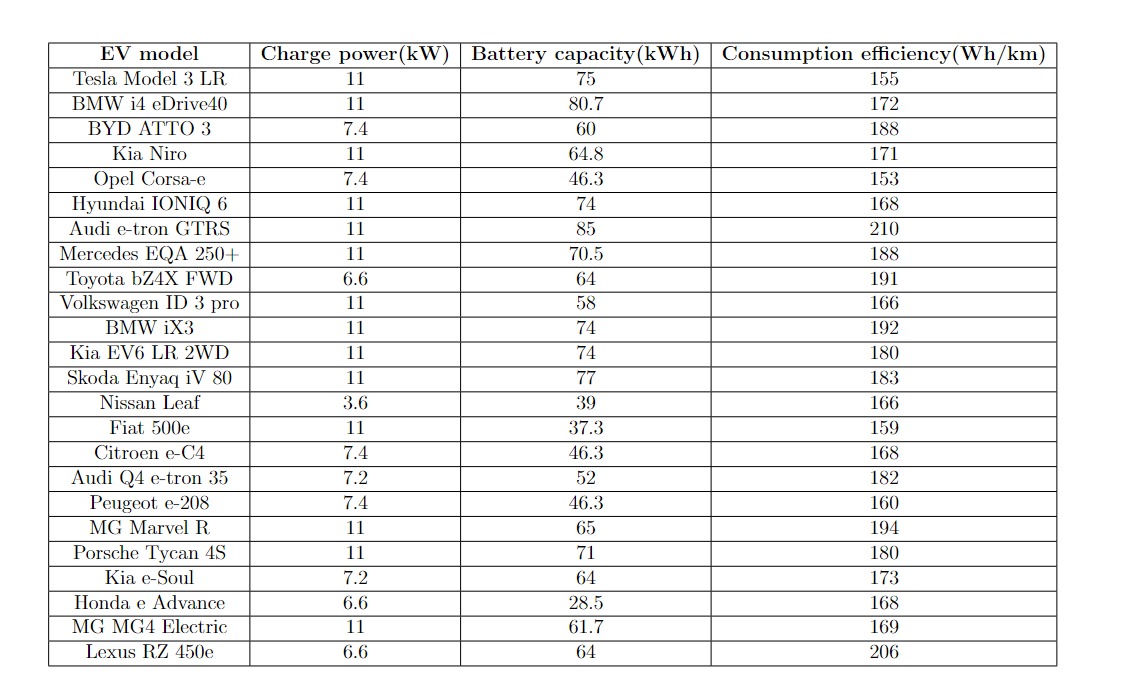 EV model Charge power(kW) Battery capacity(kWh) Consumption efficiency(Wh/km)
Tesla Model 3 LR 11 75 155
BMW i4 eDrive40 11 80.7 172
BYD ATTO 3 7.4 60 188
Kia Niro 11 64.8 171
Opel Corsa-e 7.4 46.3 153
Hyundai IONIQ 6 11 74 168
Audi e-tron GTRS 11 85 210
Mercedes EQA 250+ 11 70.5 188
Toyota bZ4X FWD 6.6 64 191
Volkswagen ID 3 pro 11 58 166
BMW iX3 11 74 192
Kia EV6 LR 2WD 11 74 180
Skoda Enyaq iV 80 11 77 183
Nissan Leaf 3.6 39 166
Fiat 500e 11 37.3 159
Citroen e-C4 7.4 46.3 168
Audi Q4 e-tron 35 7.2 52 182
Peugeot e-208 7.4 46.3 160
MG Marvel R 11 65 194
Porsche Tycan 4S 11 71 180
Kia e-Soul 7.2 64 173
Honda e Advance 6.6 28.5 168
MG MG4 Electric 11 61.7 169
Lexus RZ 450e 6.6 64 206